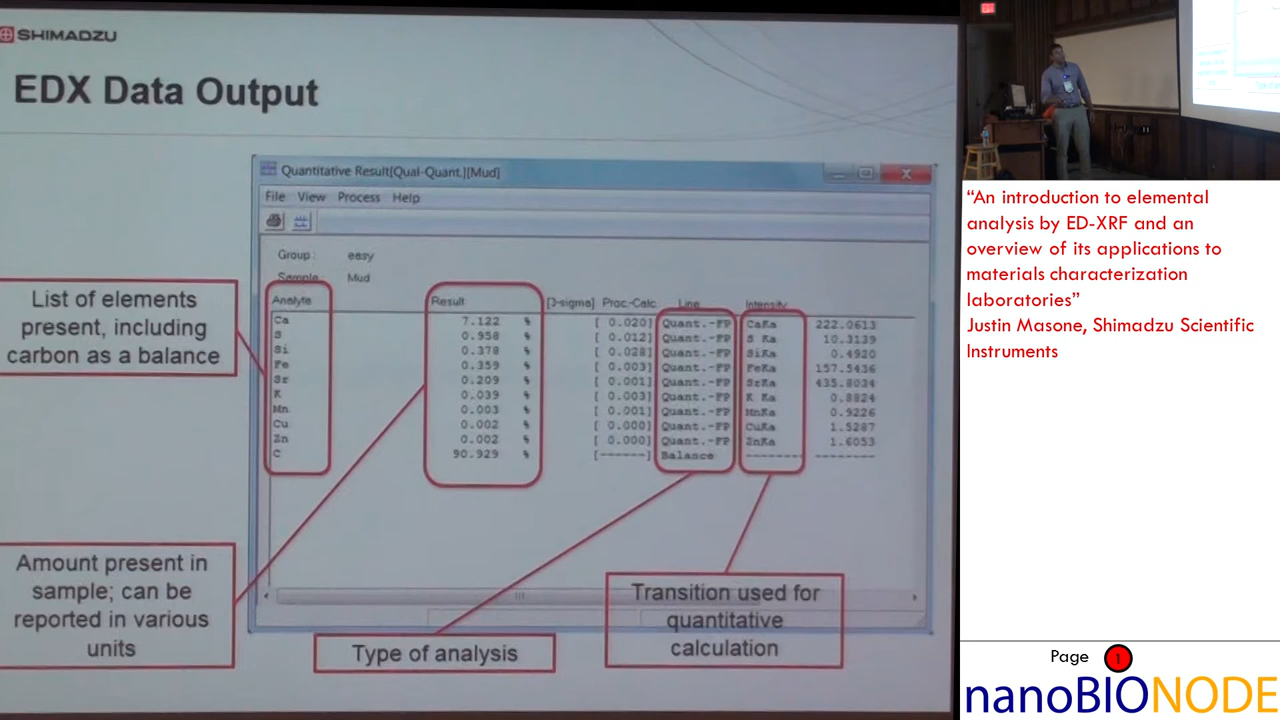 SHIMADZU
EDX Data Output
Quantitative Result[Qual-Quant.][Mud]
File View Process Help
Group : easy
Sample : Mud
Analyte Result [3-sigma] Proc.-Calc. Line Intensity
Ca 7.122 % [ 0.020] Quant.-FP CaKa 222.0613
S 0.958 % [ 0.012] Quant.-FP S Ka 10.3139
Si 0.378 % [ 0.028] Quant.-FP SiKa 0.4920
Fe 0.359 % [ 0.003] Quant.-FP FeKa 157.5436
Sr 0.209 % [ 0.001] Quant.-FP SrKa 435.8034
K 0.039 % [ 0.003] Quant.-FP K Ka 0.8824
Mn 0.003 % [ 0.001] Quant.-FP MnKa 0.9226
Cu 0.002 % [ 0.000] Quant.-FP CuKa 1.5287
Zn 0.002 % [ 0.000] Quant.-FP ZnKa 1.6053
C 90.929 % [------] Balance ------- --------
List of elements
present, including
carbon as a balance
Amount present in
sample; can be
reported in various
units
Type of analysis
Transition used for
quantitative
calculation
“An introduction to elemental
analysis by ED-XRF and an
overview of its applications to
materials characterization
laboratories”
Justin Masone, Shimadzu Scientific
Instruments
Page 1
nanoBIONODE